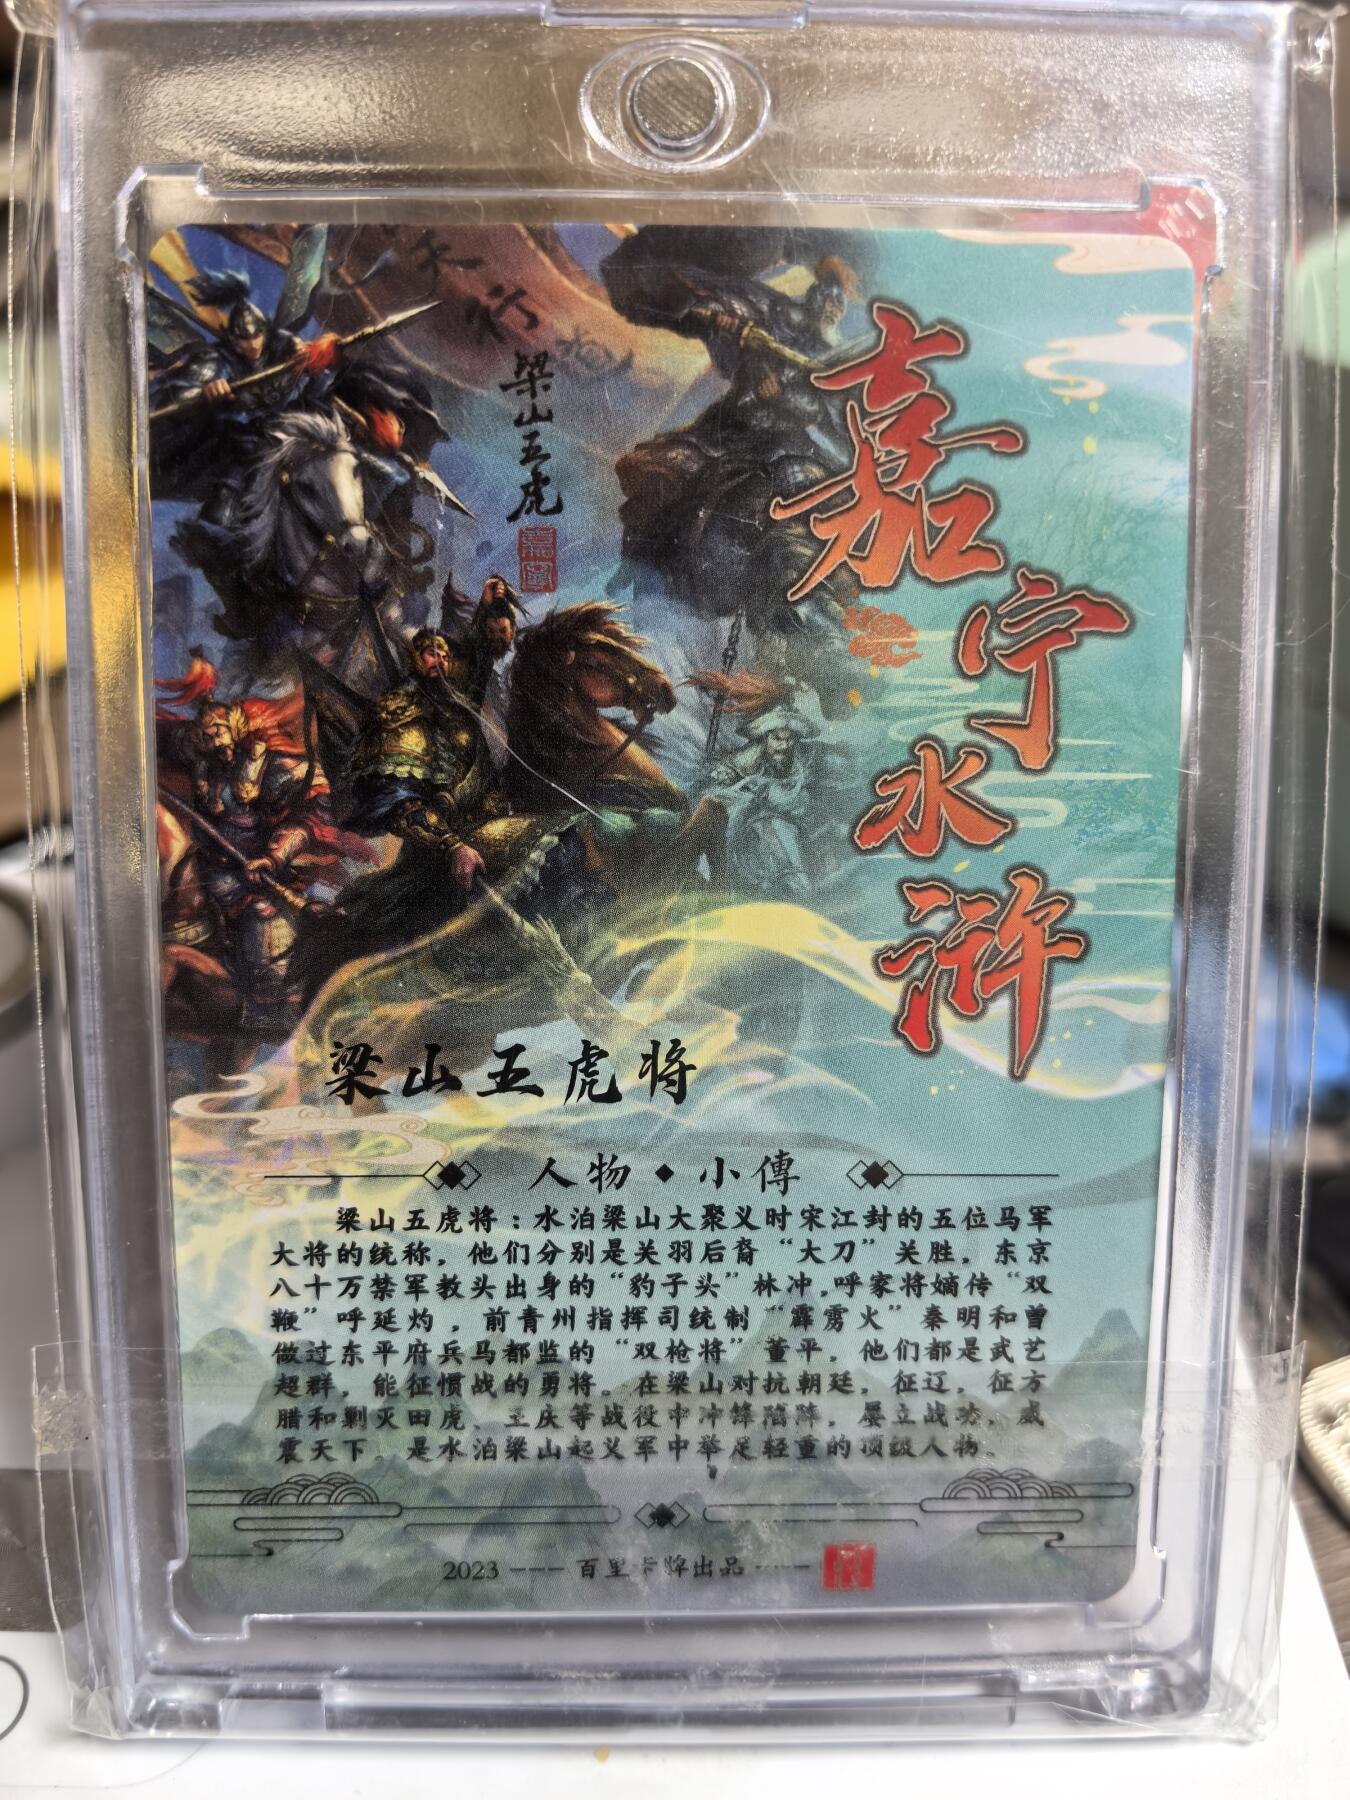 天行
梁山五虎
嘉宁
嘉宁水浒
梁山五虎将
人物◆小傳
梁山五虎将：水泊梁山大聚义时宋江封的五位马军
大将的统称，他们分别是关羽后裔“大刀”关胜，东京
八十万禁军教头出身的“豹子头”林冲，呼家将嫡传“双
鞭”呼延灼，前青州指挥司统制“霹雳火”秦明和曾
做过东平府兵马都监的“双枪将”董平，他们都是武艺
超群，能征惯战的勇将。在梁山对抗朝廷，征辽，征方
腊和剿灭田虎、王庆等战役中冲锋陷阵，屡立战功，威
震天下。是水泊梁山起义军中举足轻重的顶级人物。
2023 --- 百里卡牌出品 ----